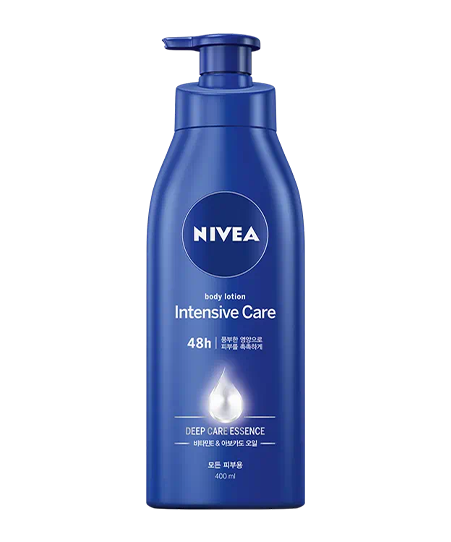 NIVEA
body lotion
Intensive Care
48h
풍부한 영양으로
피부를 촉촉하게
DEEP CARE ESSENCE
비타민E & 아보카도 오일
모든 피부용
400 ml